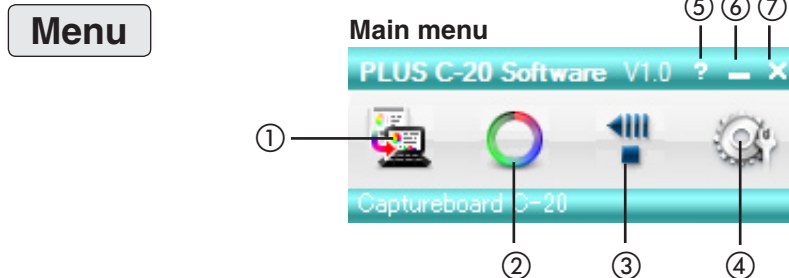 Menu
Main menu
⑤ ⑥ ⑦
PLUS C-20 Software V1.0 ?
①
Captureboard C-20
② ③ ④